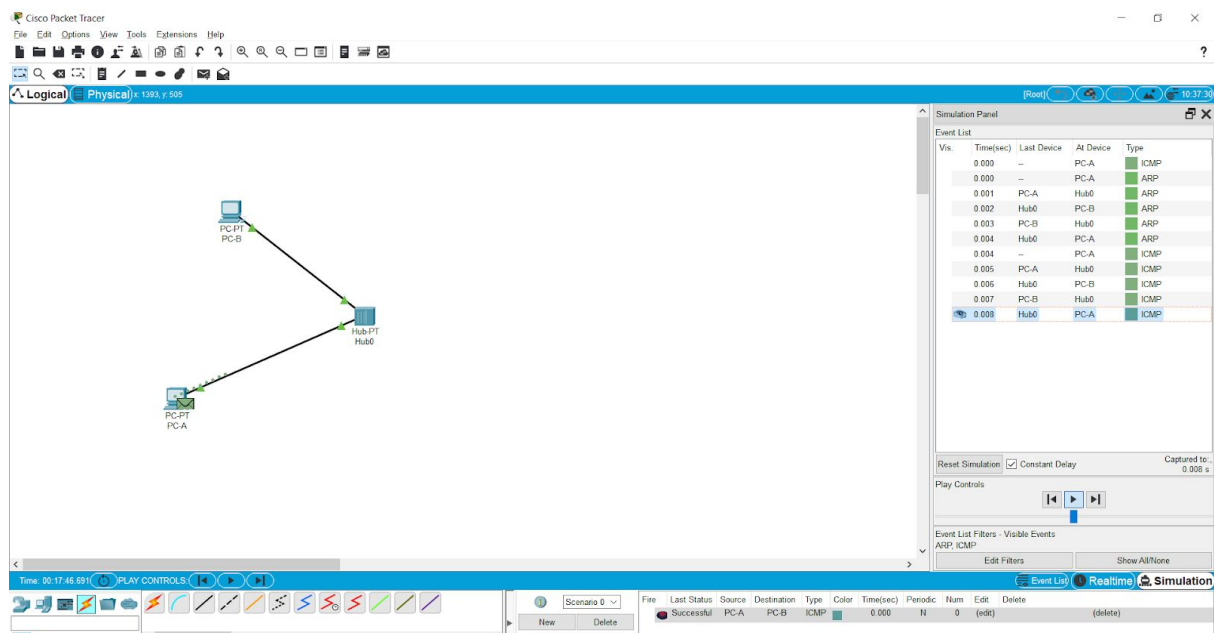 Cisco Packet Tracer
File Edit Options View Tools Extensions Help
?
Logical Physical x: 1393, y: 505 [Root] 10:37:30
Simulation Panel
Event List
Vis. Time(sec) Last Device At Device Type
0.000 -- PC-A ICMP
0.000 -- PC-A ARP
0.001 PC-A Hub0 ARP
0.002 Hub0 PC-B ARP
0.003 PC-B Hub0 ARP
0.004 Hub0 PC-A ARP
0.004 -- PC-A ICMP
0.005 PC-A Hub0 ICMP
0.006 Hub0 PC-B ICMP
0.007 PC-B Hub0 ICMP
0.008 Hub0 PC-A ICMP
PC-PT
PC-B
Hub-PT
Hub0
PC-PT
PC-A
Reset Simulation Constant Delay Captured to:
0.008 s
Play Controls
Event List Filters - Visible Events
ARP, ICMP
Edit Filters Show All/None
Time: 00:17:46.691 PLAY CONTROLS: Event List Realtime Simulation
Scenario 0
New Delete
Fire Last Status Source Destination Type Color Time(sec) Periodic Num Edit Delete
Successful PC-A PC-B ICMP 0.000 N 0 (edit) (delete)